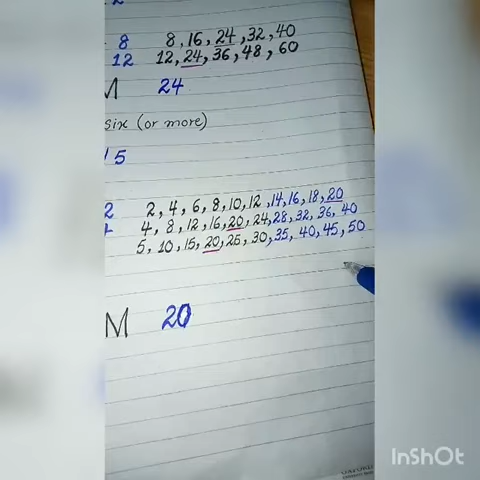 8 8, 16, 24, 32, 40
12 12, 24, 36, 48, 60
M 24
six (or more)
15
2 2, 4, 6, 8, 10, 12, 14, 16, 18, 20
4, 8, 12, 16, 20, 24, 28, 32, 36, 40
5, 10, 15, 20, 25, 30, 35, 40, 45, 50
M 20
OXFORD
InShOt